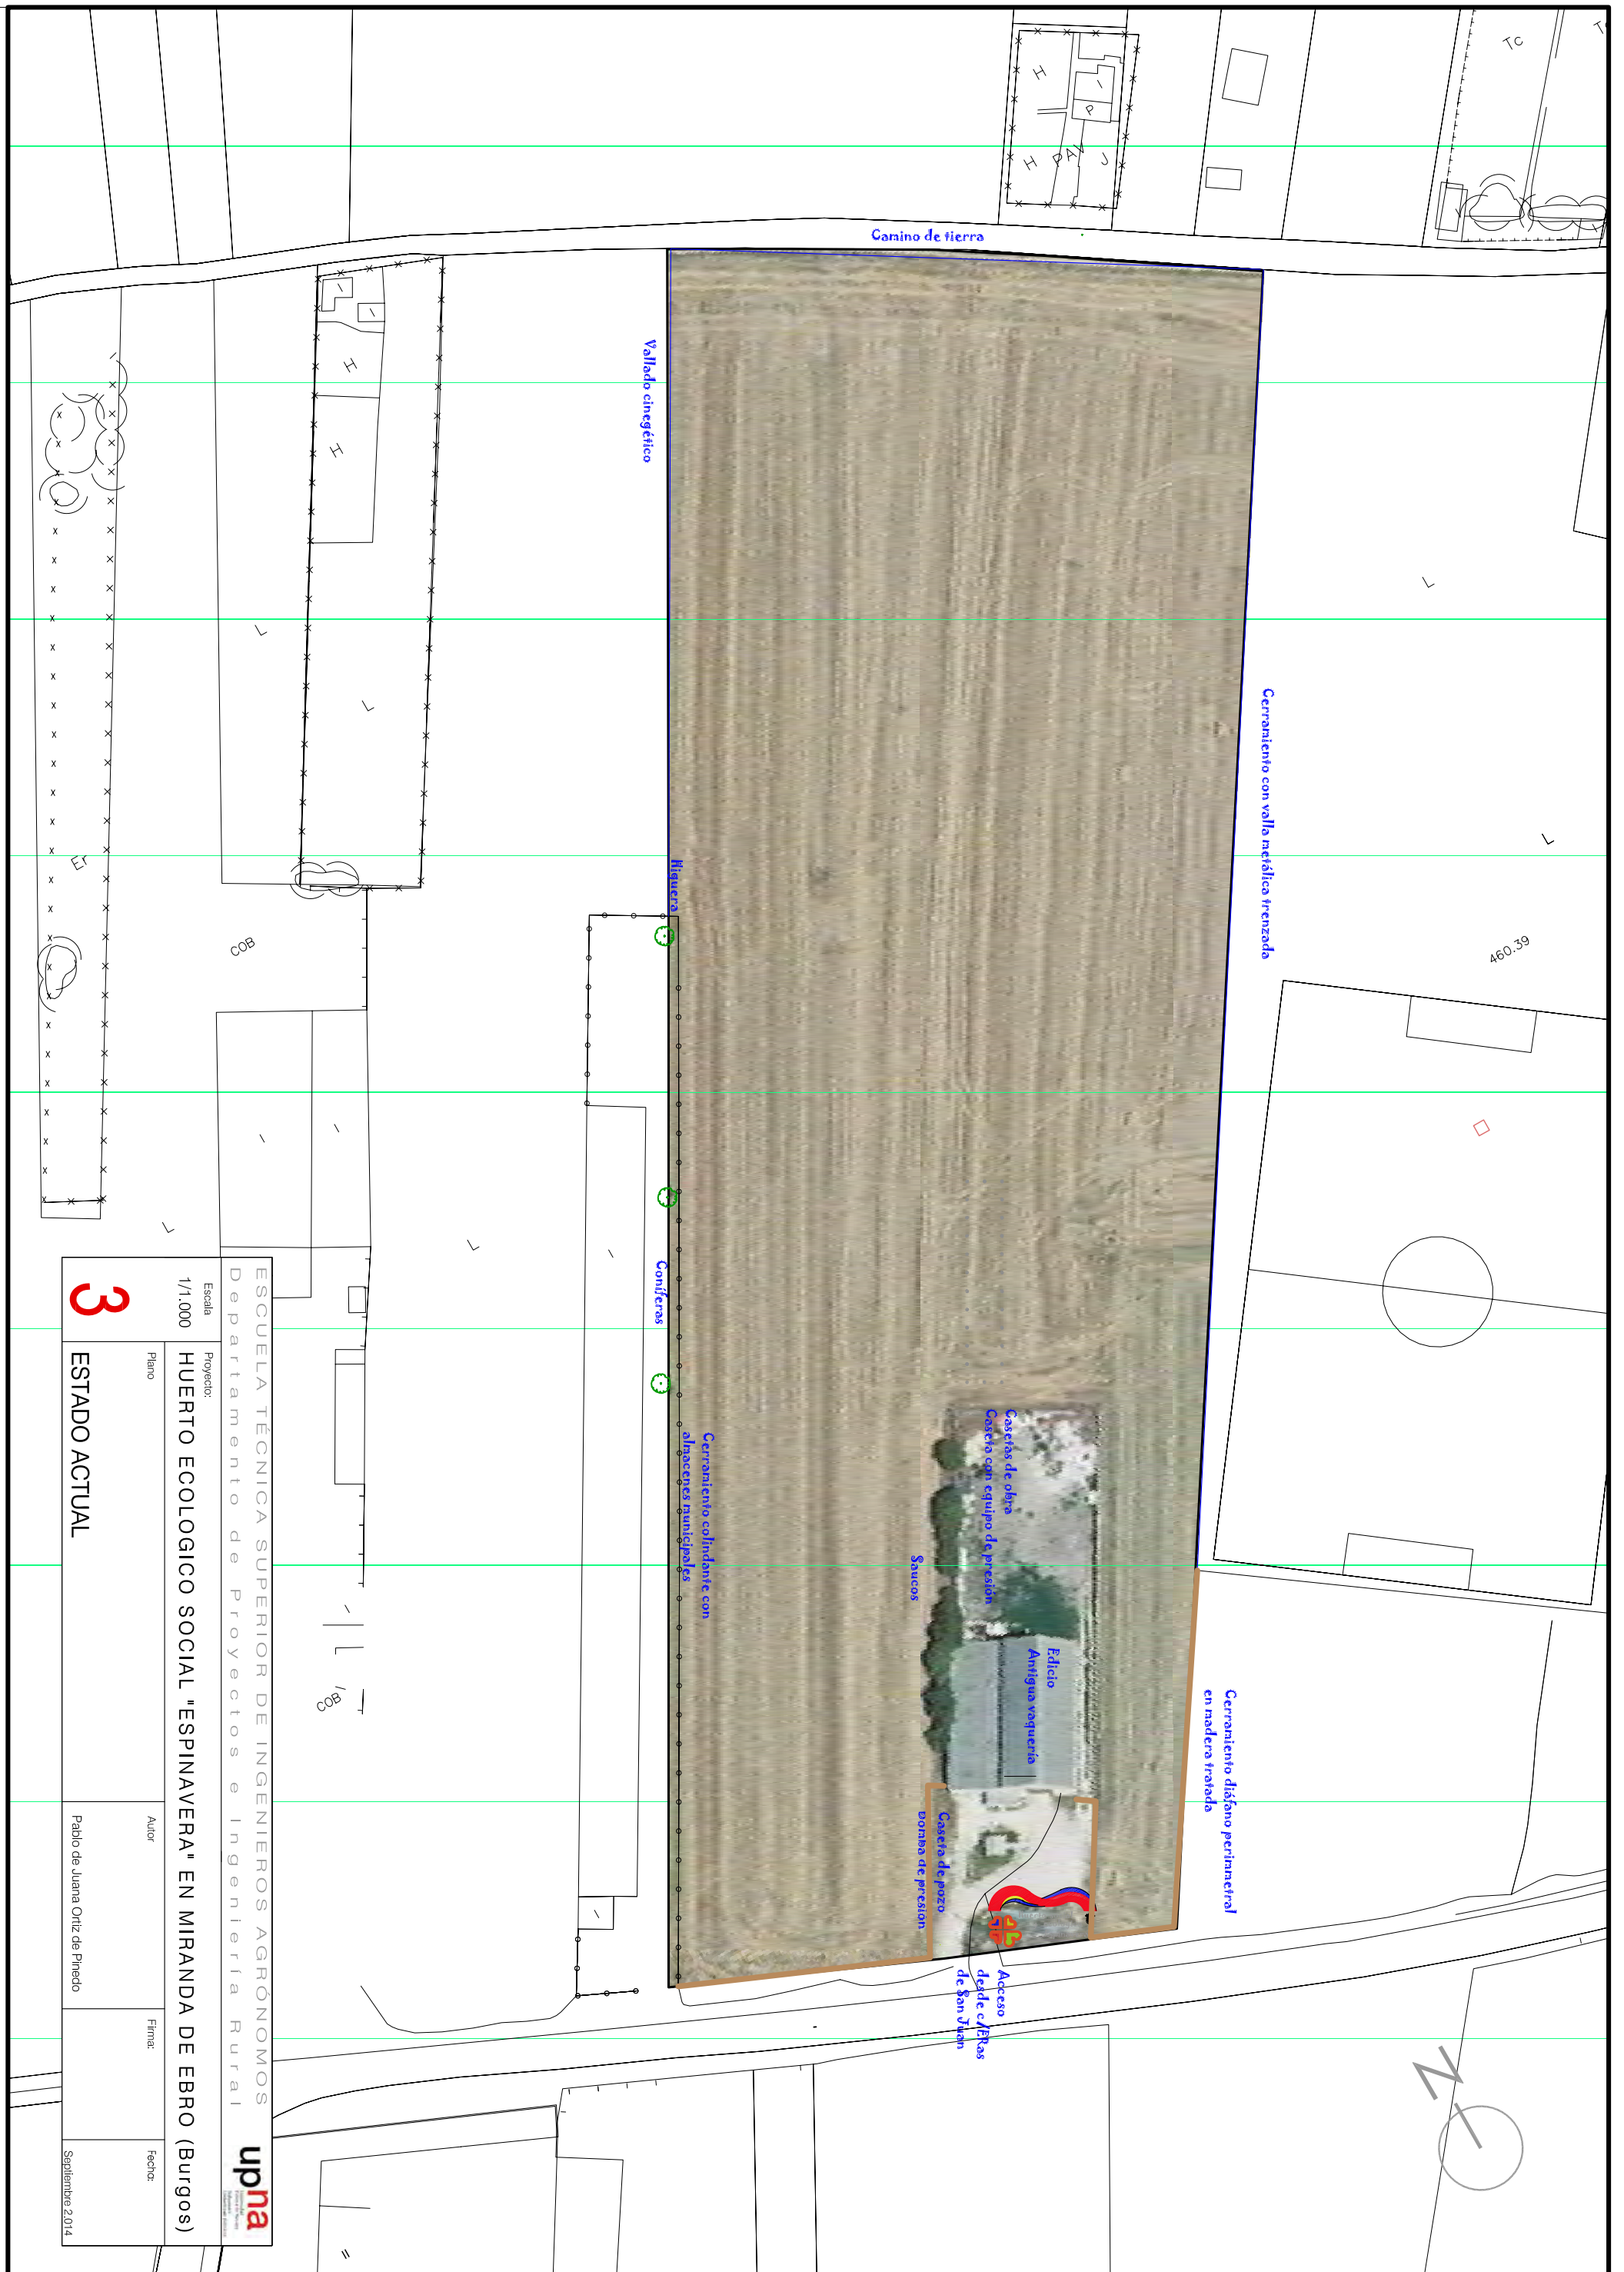 Tc
H
I
P
H
PAV
J
Camino de tierra
Vallado cinegético
H
H
L
L
L
L
Cerramiento con valla metálica trenzada
460.39
Higuera
Er
COB
L
L
Coníferas
Cerramiento colindante con
almacenes municipales
Casetas de obra
Caseta con equipo de presión
Saucos
Edicio
Antigua vaquería
Cerramiento diáfano perimmetral
en madera tratada
Caseta de pozo
bomba de presión
Acceso
desde c/ERas
de San Juan
COB
N
ESCUELA TÉCNICA SUPERIOR DE INGENIEROS AGRÓNOMOS
Departamento de Proyectos e Ingeniería Rural
upna
Escala
1/1.000
Proyecto:
HUERTO ECOLOGICO SOCIAL "ESPINAVERA" EN MIRANDA DE EBRO (Burgos)
3
Plano
ESTADO ACTUAL
Autor
Pablo de Juana Ortiz de Pinedo
Firma:
Fecha:
Septiembre 2.014